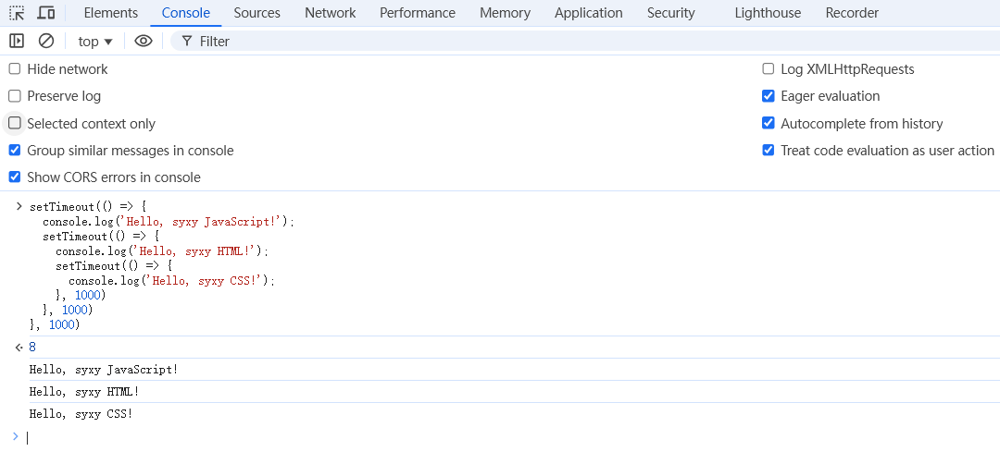 Elements Console Sources Network Performance Memory Application Security Lighthouse Recorder
top Filter
Hide network Log XMLHttpRequests
Preserve log Eager evaluation
Selected context only Autocomplete from history
Group similar messages in console Treat code evaluation as user action
Show CORS errors in console
setTimeout(() => {
  console.log('Hello, syxy JavaScript!');
  setTimeout(() => {
    console.log('Hello, syxy HTML!');
    setTimeout(() => {
      console.log('Hello, syxy CSS!');
    }, 1000)
  }, 1000)
}, 1000)
8
Hello, syxy JavaScript!
Hello, syxy HTML!
Hello, syxy CSS!